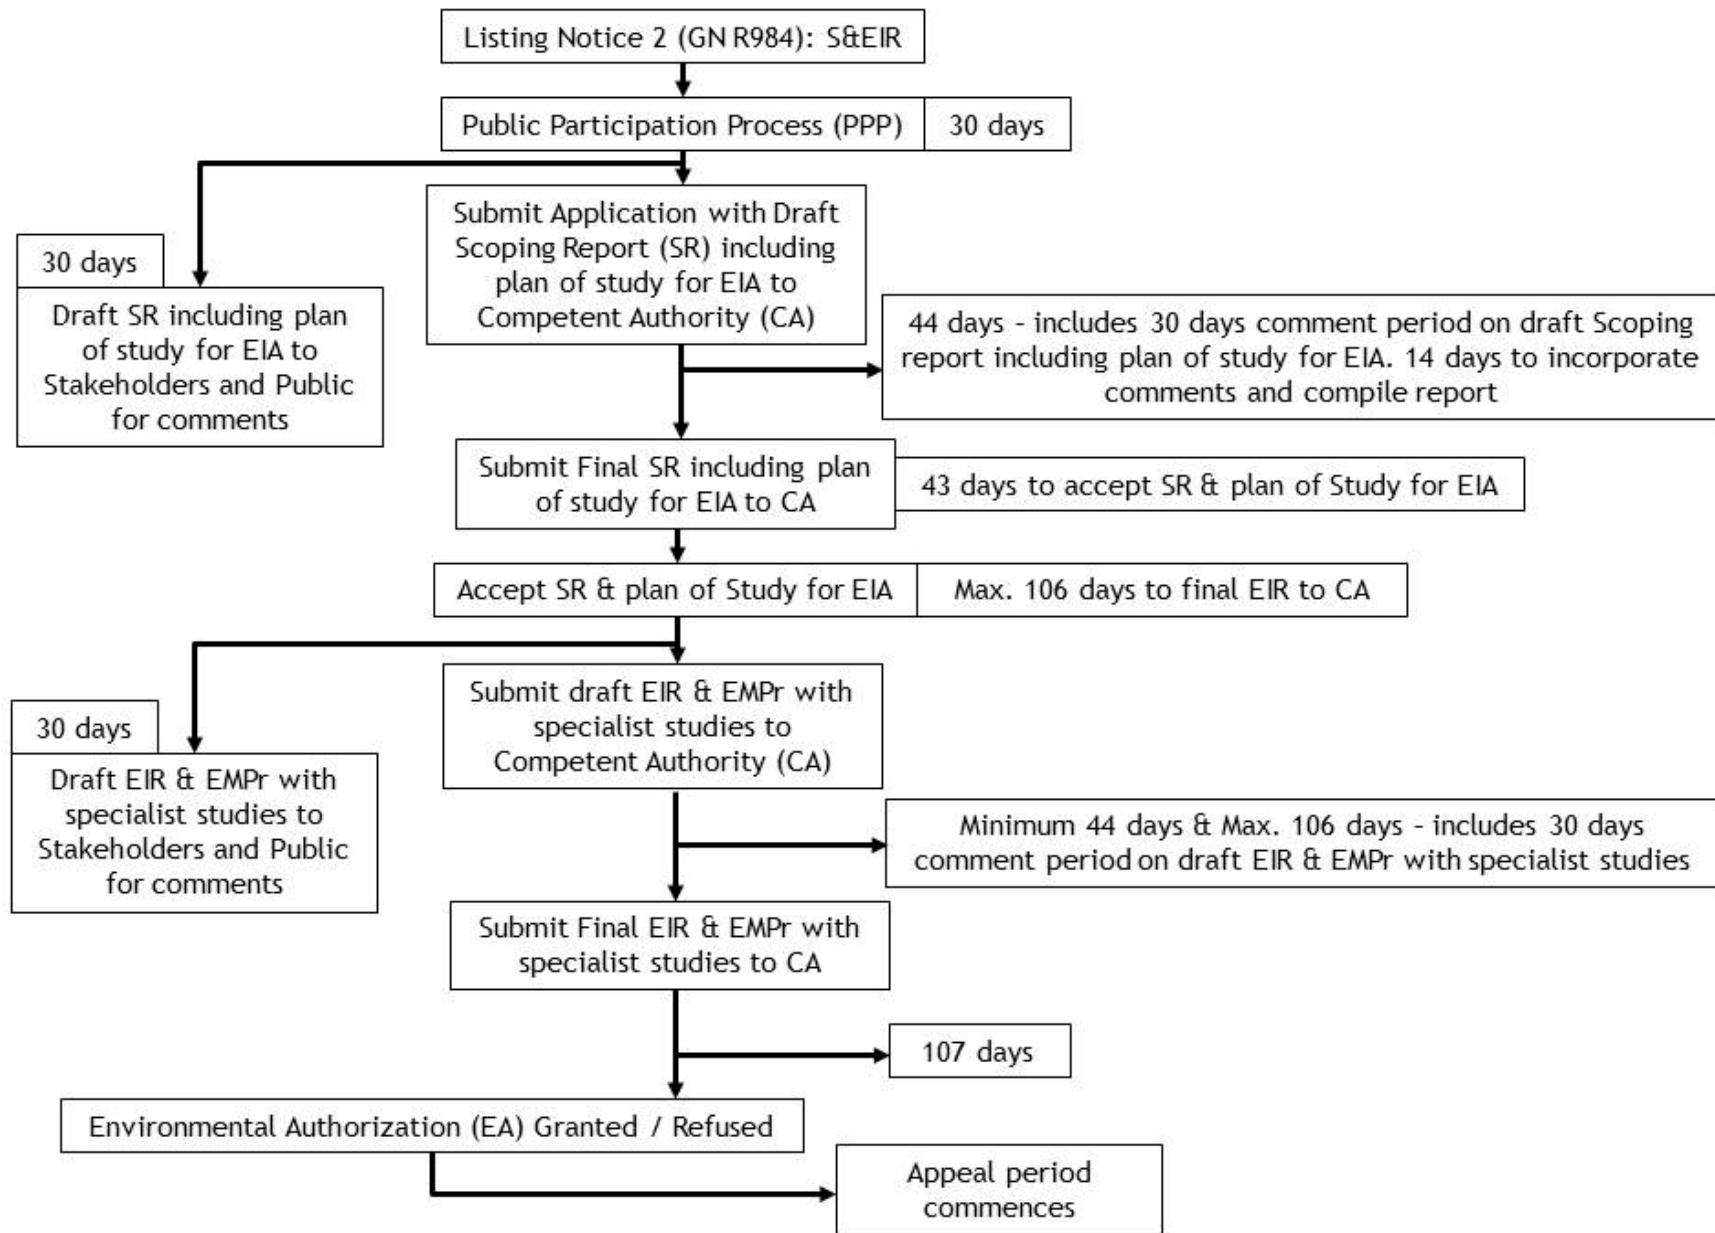 Listing Notice 2 (GN R984): S&EIR
Public Participation Process (PPP)
30 days
Submit Application with Draft
Scoping Report (SR) including
plan of study for EIA to
Competent Authority (CA)
30 days
Draft SR including plan
of study for EIA to
Stakeholders and Public
for comments
44 days - includes 30 days comment period on draft Scoping
report including plan of study for EIA. 14 days to incorporate
comments and compile report
Submit Final SR including plan
of study for EIA to CA
43 days to accept SR & plan of Study for EIA
Accept SR & plan of Study for EIA
Max. 106 days to final EIR to CA
Submit draft EIR & EMPr with
specialist studies to
Competent Authority (CA)
30 days
Draft EIR & EMPr with
specialist studies to
Stakeholders and Public
for comments
Minimum 44 days & Max. 106 days - includes 30 days
comment period on draft EIR & EMPr with specialist studies
Submit Final EIR & EMPr with
specialist studies to CA
107 days
Environmental Authorization (EA) Granted / Refused
Appeal period
commences